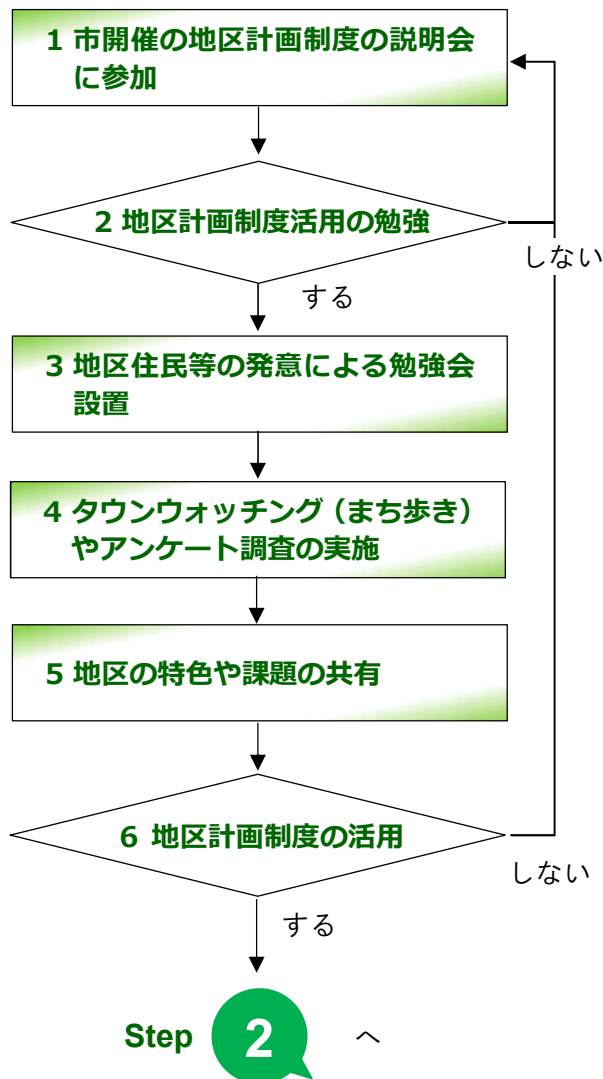 1 市開催の地区計画制度の説明会
に参加
2 地区計画制度活用の勉強
しない
する
3 地区住民等の発意による勉強会
設置
4 タウンウォッチング（まち歩き）
やアンケート調査の実施
5 地区の特色や課題の共有
6 地区計画制度の活用
しない
する
Step 2 へ